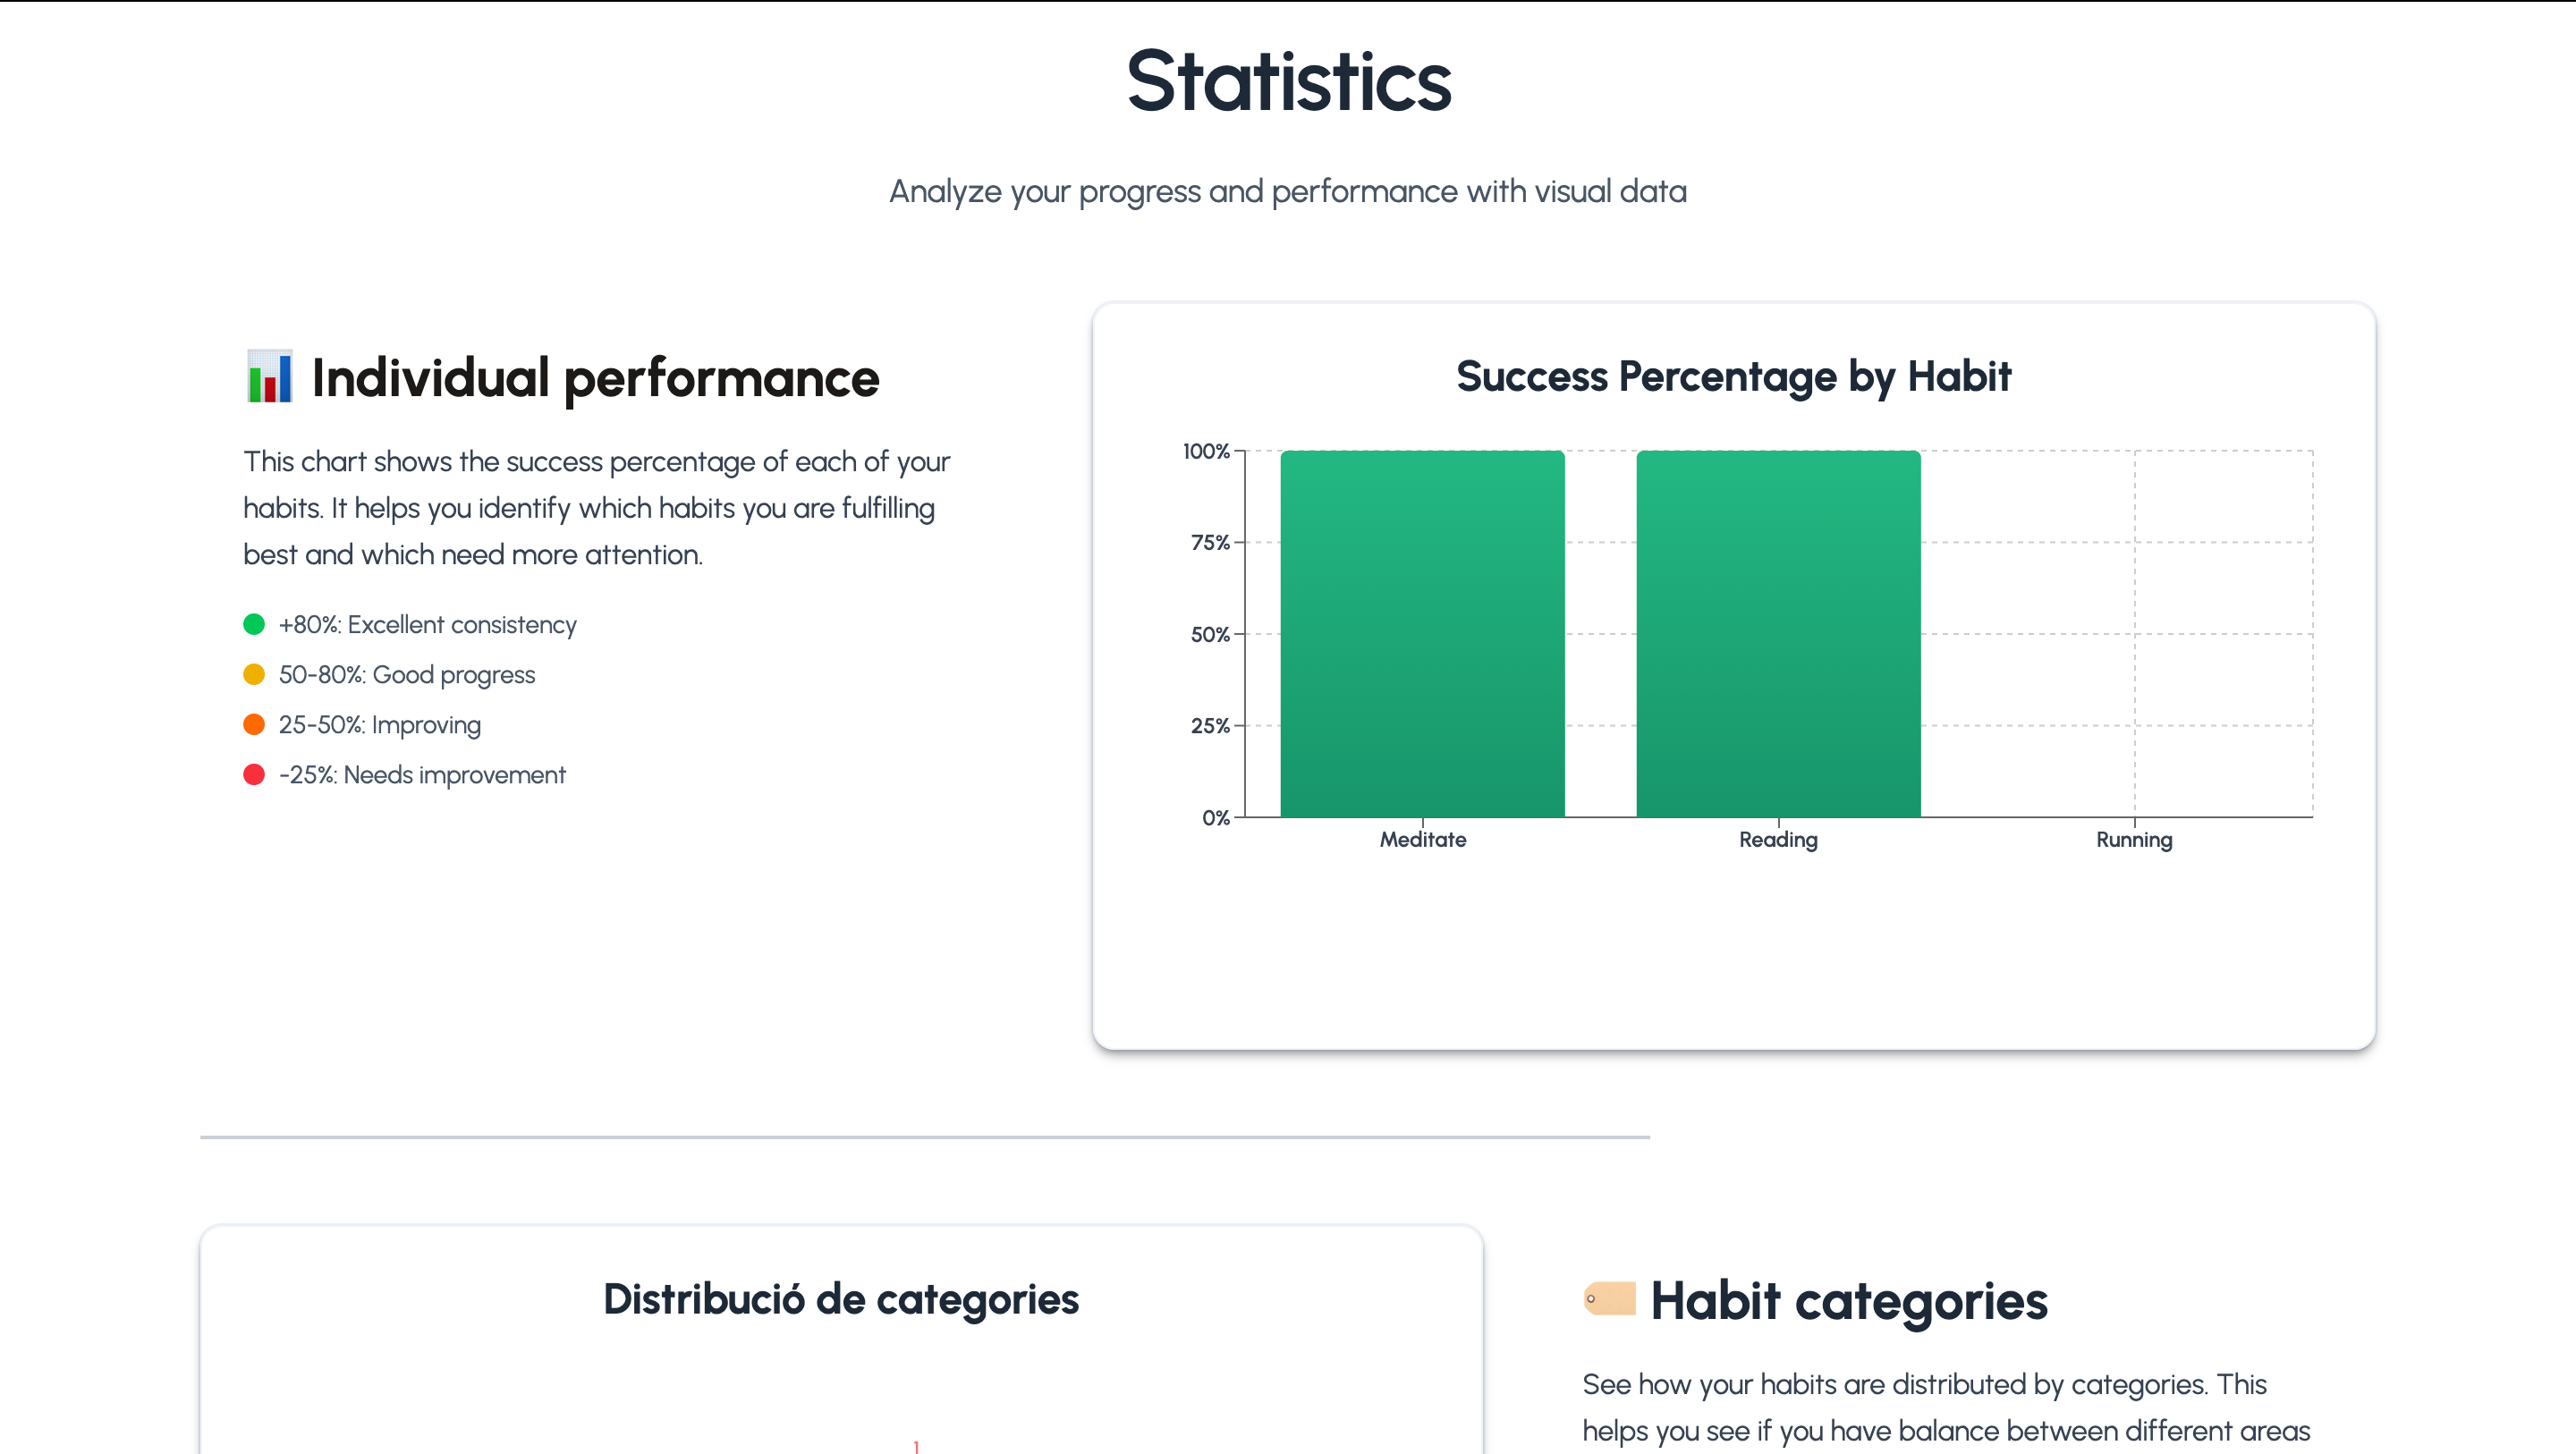 Statistics
Analyze your progress and performance with visual data
Individual performance
This chart shows the success percentage of each of your
habits. It helps you identify which habits you are fulfilling
best and which need more attention.
+80%: Excellent consistency
50-80%: Good progress
25-50%: Improving
-25%: Needs improvement
Success Percentage by Habit
100%
75%
50%
25%
0%
Meditate
Reading
Running
Distribució de categories
1
Habit categories
See how your habits are distributed by categories. This
helps you see if you have balance between different areas